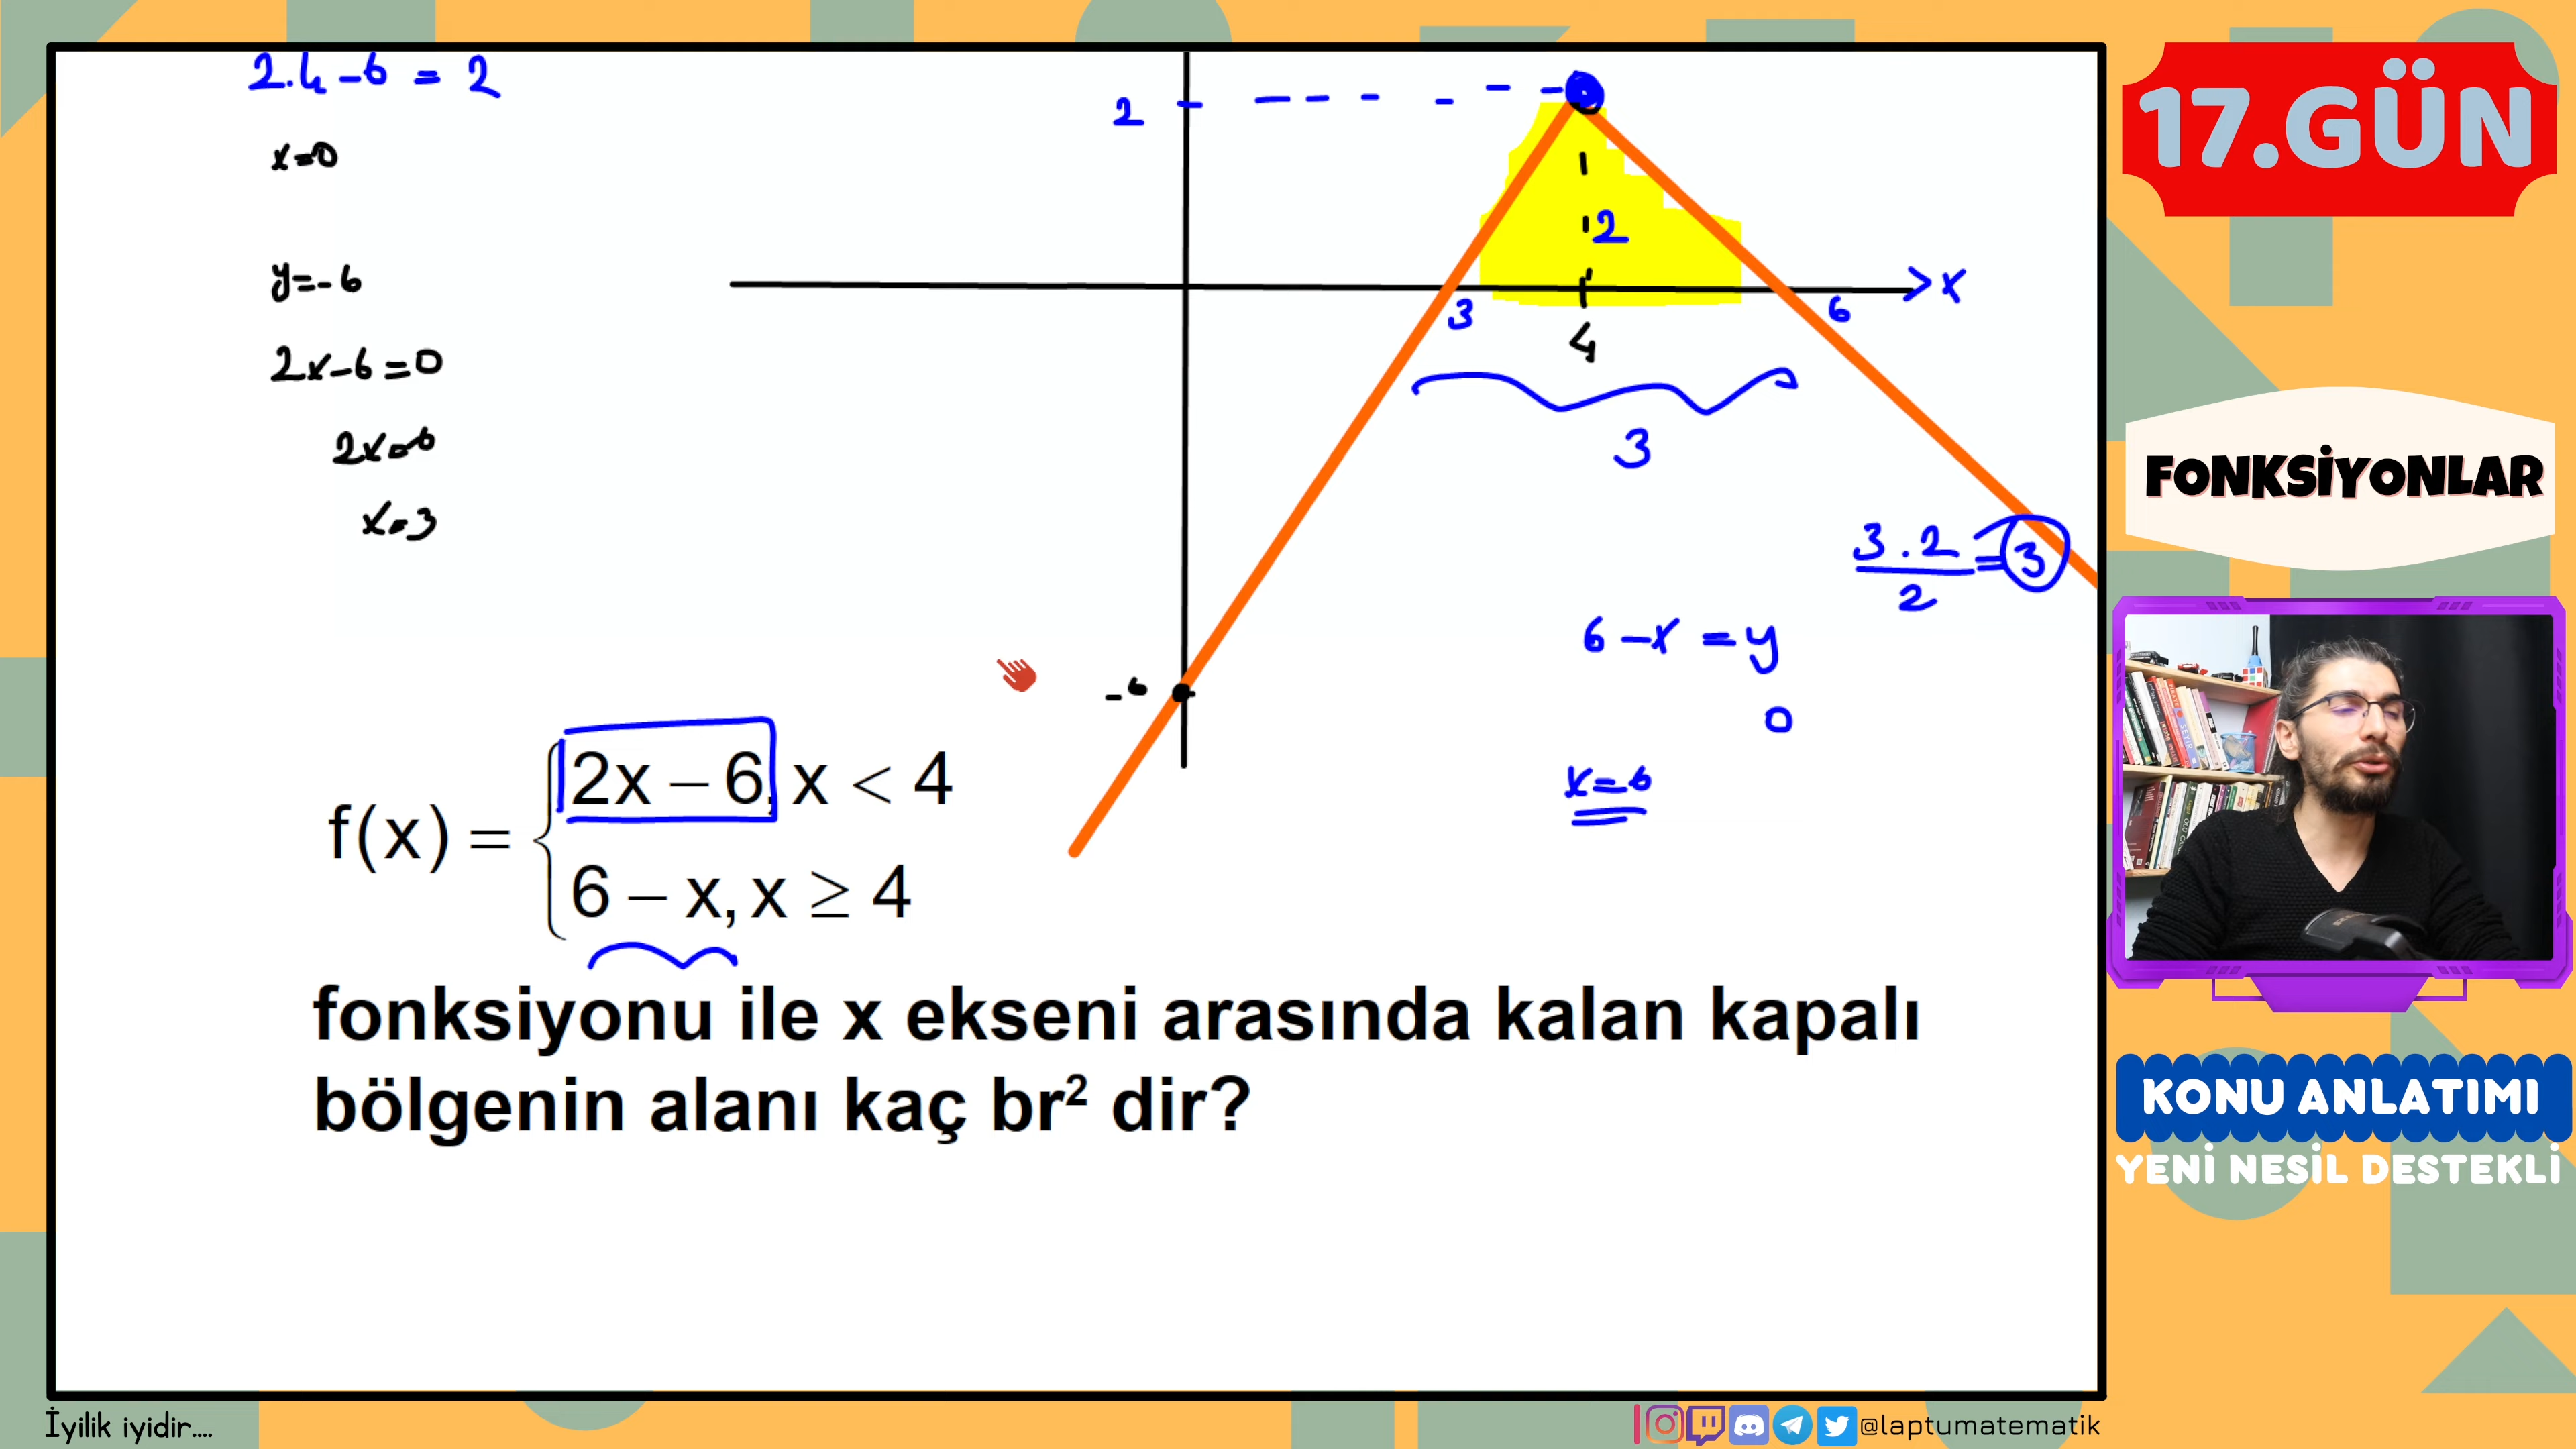 2.4-6 = 2
x=0
y=-6
2x-6=0
2x=6
x=3
2
2
3
4
6
x
3
3.2
2
=3
6-x=y
0
x=6
-6
f(x) = { 2x – 6, x < 4
6 – x, x ≥ 4
fonksiyonu ile x ekseni arasında kalan kapalı
bölgenin alanı kaç br² dir?
17.GÜN
FONKSİYONLAR
KONU ANLATIMI
YENİ NESİL DESTEKLİ
İyilik iyidir....
@laptumatematik